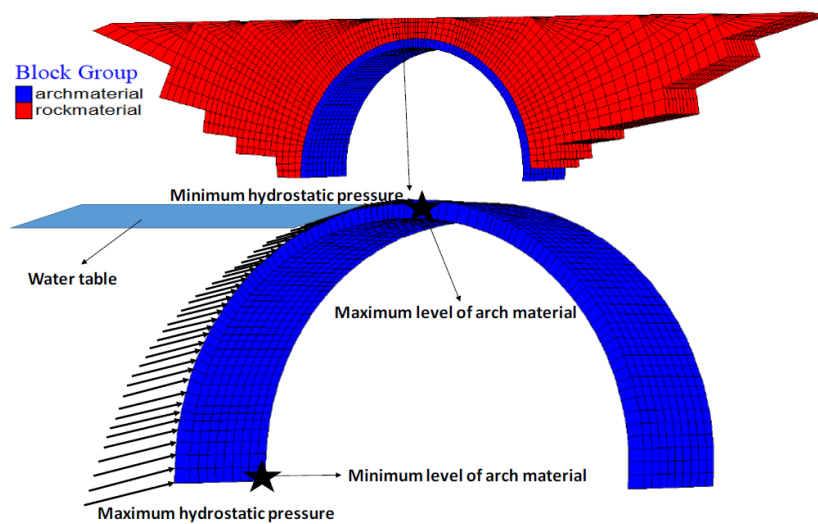 Block Group
archmaterial
rockmaterial
Minimum hydrostatic pressure
Water table
Maximum level of arch material
Minimum level of arch material
Maximum hydrostatic pressure